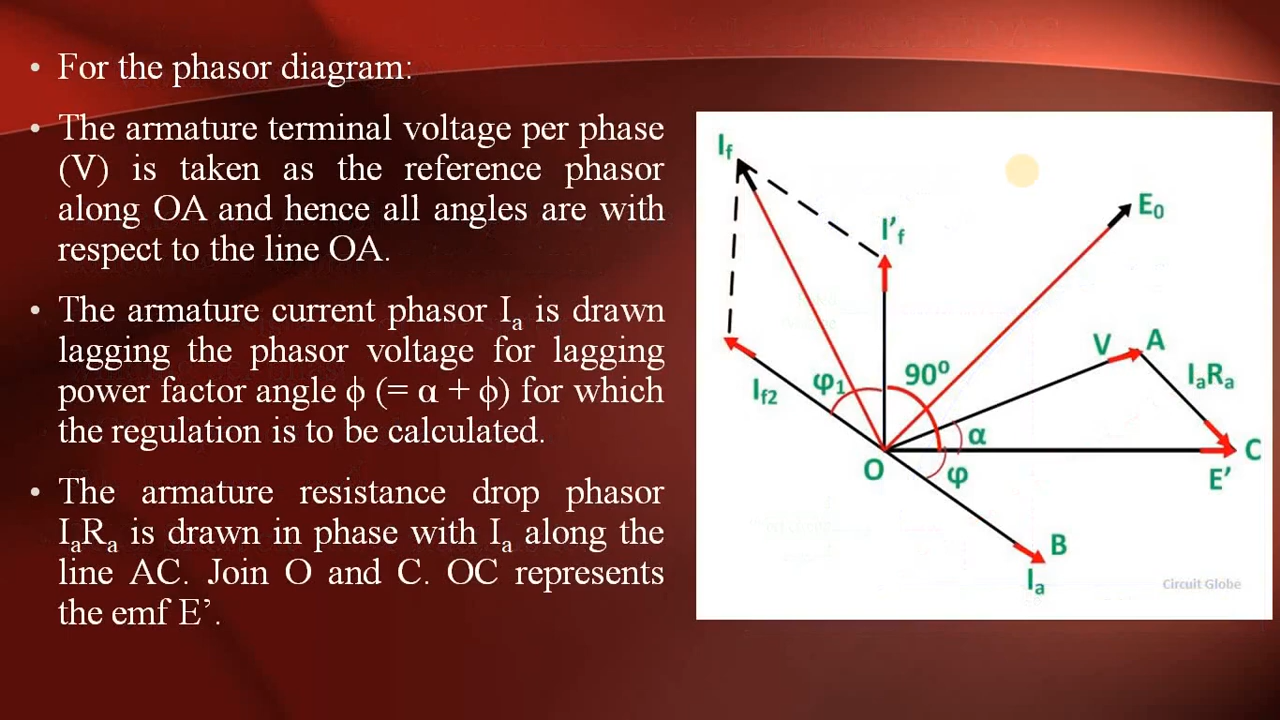 • For the phasor diagram:
• The armature terminal voltage per phase
(V) is taken as the reference phasor
along OA and hence all angles are with
respect to the line OA.
• The armature current phasor Iₐ is drawn
lagging the phasor voltage for lagging
power factor angle ϕ (= α + ϕ) for which
the regulation is to be calculated.
• The armature resistance drop phasor
IₐRₐ is drawn in phase with Iₐ along the
line AC. Join O and C. OC represents
the emf E’.
If
I'f
E₀
V A
IₐRₐ
90⁰
φ₁
If2
α
O
φ
C
E’
B
Iₐ
Circuit Globe